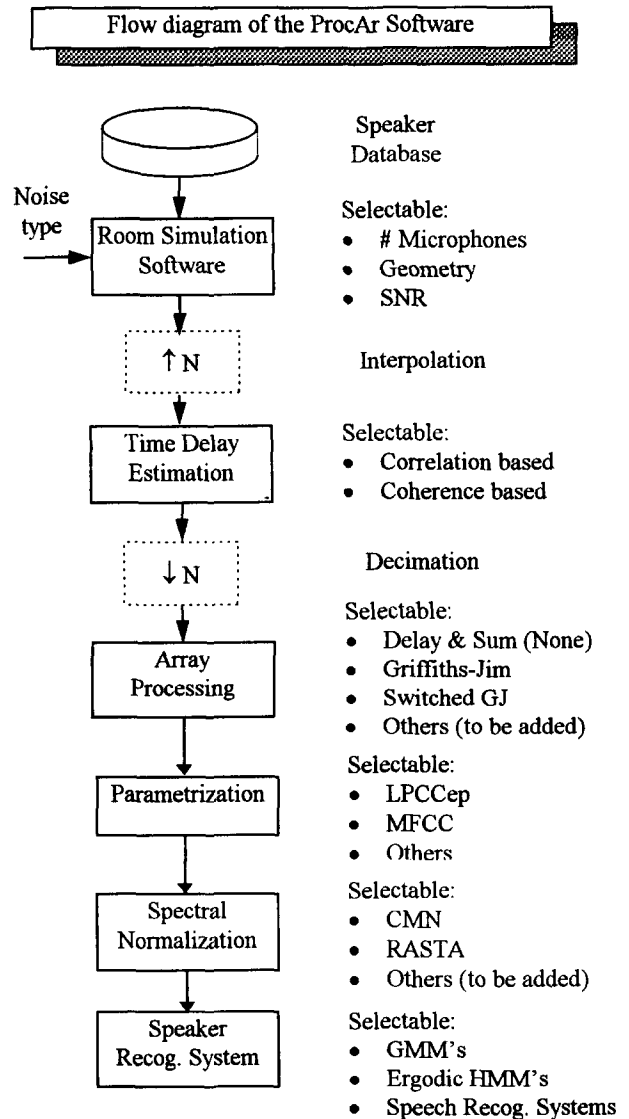 Flow diagram of the ProcAr Software
Speaker
Database
Noise
type
Room Simulation
Software
Selectable:
• # Microphones
• Geometry
• SNR
↑ N
Interpolation
Time Delay
Estimation
Selectable:
• Correlation based
• Coherence based
↓ N
Decimation
Array
Processing
Selectable:
• Delay & Sum (None)
• Griffiths-Jim
• Switched GJ
• Others (to be added)
Parametrization
Selectable:
• LPCCep
• MFCC
• Others
Spectral
Normalization
Selectable:
• CMN
• RASTA
• Others (to be added)
Speaker
Recog. System
Selectable:
• GMM's
• Ergodic HMM's
• Speech Recog. Systems